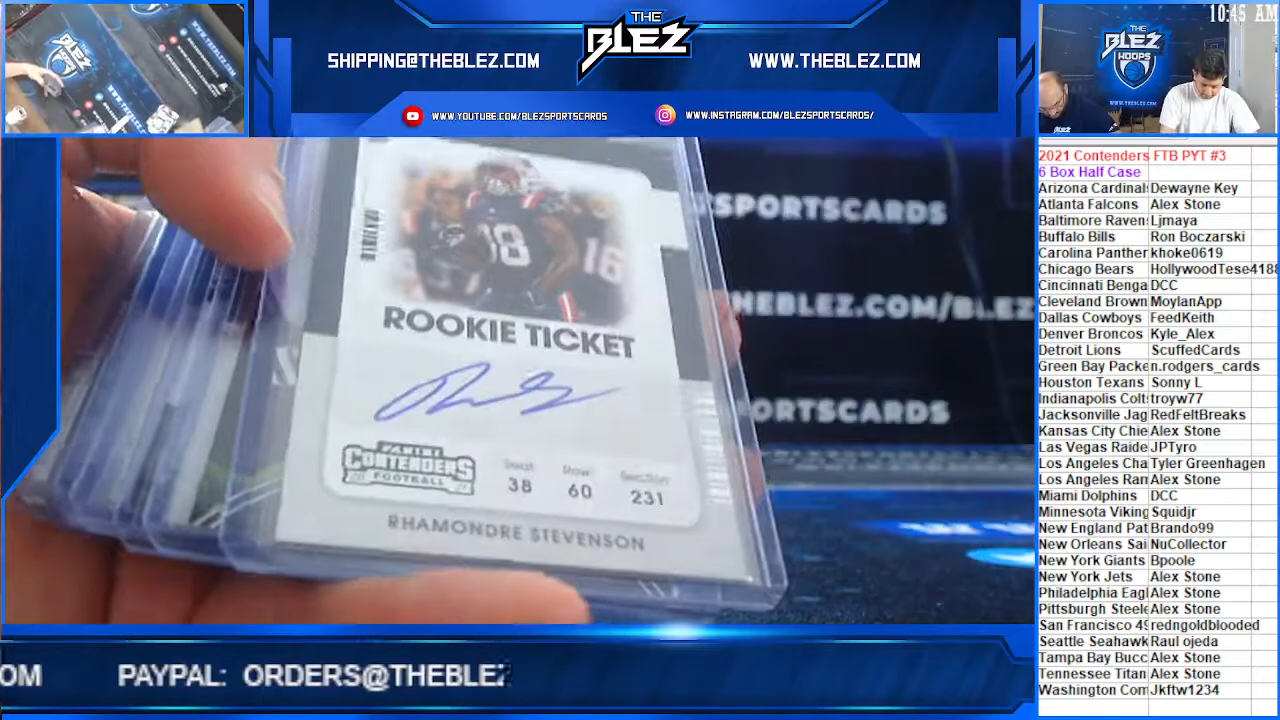 10:45 AM
THE
BLEZ
SHIPPING@THEBLEZ.COM
WWW.THEBLEZ.COM
WWW.YOUTUBE.COM/BLEZSPORTSCARDS
WWW.INSTAGRAM.COM/BLEZSPORTSCARDS/
THE
BLEZ
HOOPS
18
16
ROOKIE TICKET
PANINI
CONTENDERS
FOOTBALL
Seat Row Section
38 60 231
RHAMONDRE STEVENSON
SPORTSCARDS
HEBLEZ.COM/BLEZ
ORTSCARDS
OM PAYPAL: ORDERS@THEBLEZ
2021 Contenders FTB PYT #3
6 Box Half Case
Arizona Cardinals Dewayne Key
Atlanta Falcons Alex Stone
Baltimore Raven Ljmaya
Buffalo Bills Ron Boczarski
Carolina Panther khoke0619
Chicago Bears HollywoodTese4188
Cincinnati Benga DCC
Cleveland Brown MoylanApp
Dallas Cowboys FeedKeith
Denver Broncos Kyle_Alex
Detroit Lions ScuffedCards
Green Bay Packe n.rodgers_cards
Houston Texans Sonny L
Indianapolis Colt troyw77
Jacksonville Jag RedFeltBreaks
Kansas City Chie Alex Stone
Las Vegas Raide JPTyro
Los Angeles Cha Tyler Greenhagen
Los Angeles Ram Alex Stone
Miami Dolphins DCC
Minnesota Viking Squidjr
New England Pat Brando99
New Orleans Sai NuCollector
New York Giants Bpoole
New York Jets Alex Stone
Philadelphia Eagl Alex Stone
Pittsburgh Steele Alex Stone
San Francisco 49 redngoldblooded
Seattle Seahawk Raul ojeda
Tampa Bay Bucc Alex Stone
Tennessee Titan Alex Stone
Washington Com Jkftw1234